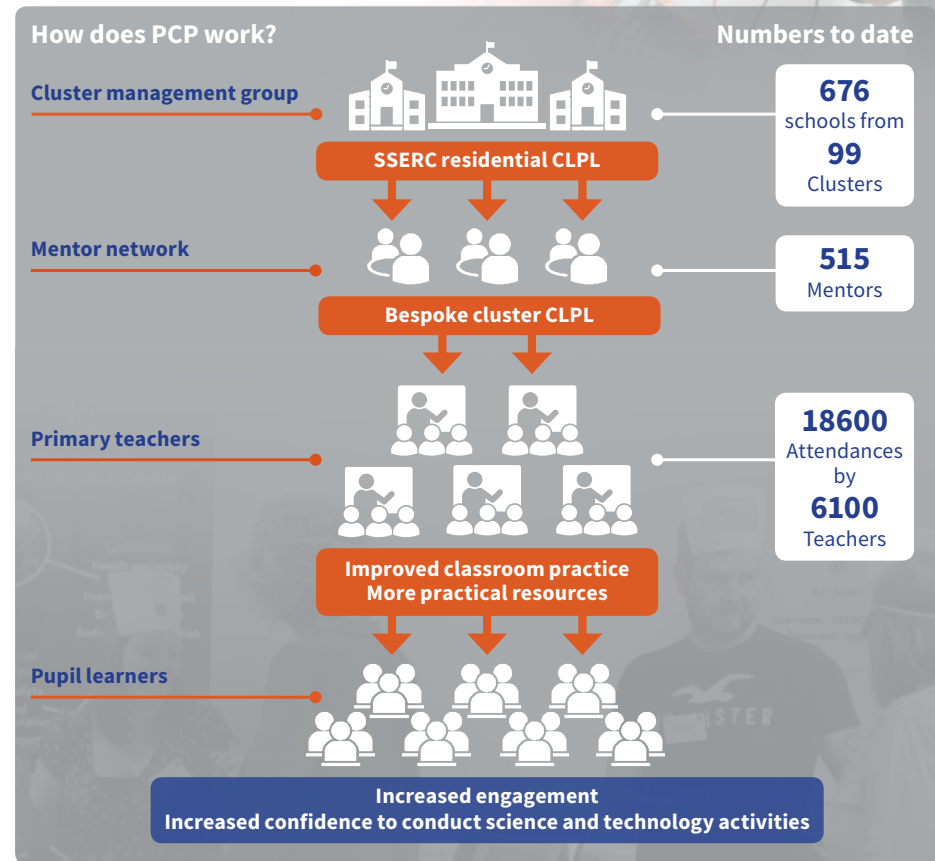 How does PCP work?
Numbers to date
Cluster management group
676
schools from
99
Clusters
SSERC residential CLPL
Mentor network
515
Mentors
Bespoke cluster CLPL
Primary teachers
18600
Attendances
by
6100
Teachers
Improved classroom practice
More practical resources
Pupil learners
Increased engagement
Increased confidence to conduct science and technology activities